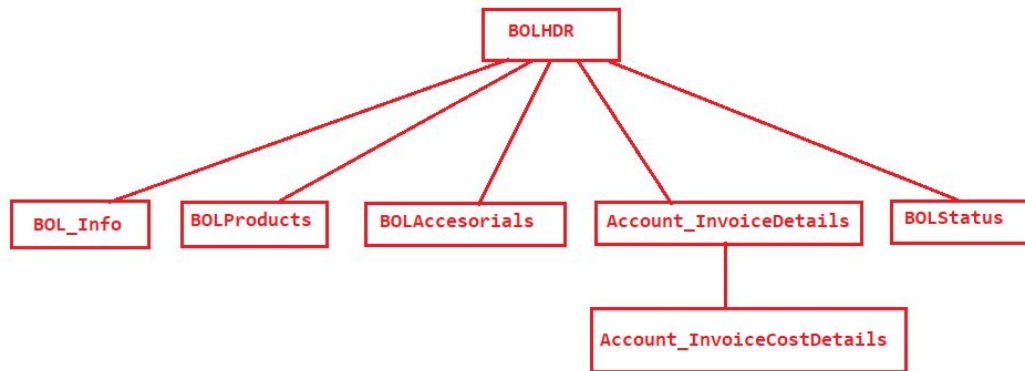 BOLHDR
BOL_Info
BOLProducts
BOLAccesorials
Account_InvoiceDetails
BOLStatus
Account_InvoiceCostDetails